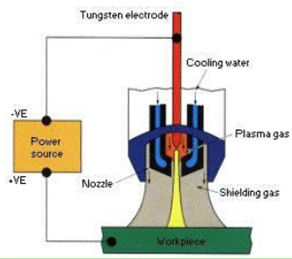 Tungsten electrode
Cooling water
-VE
Power
source
Plasma gas
+VE
Nozzle
Shielding gas
Workpiece